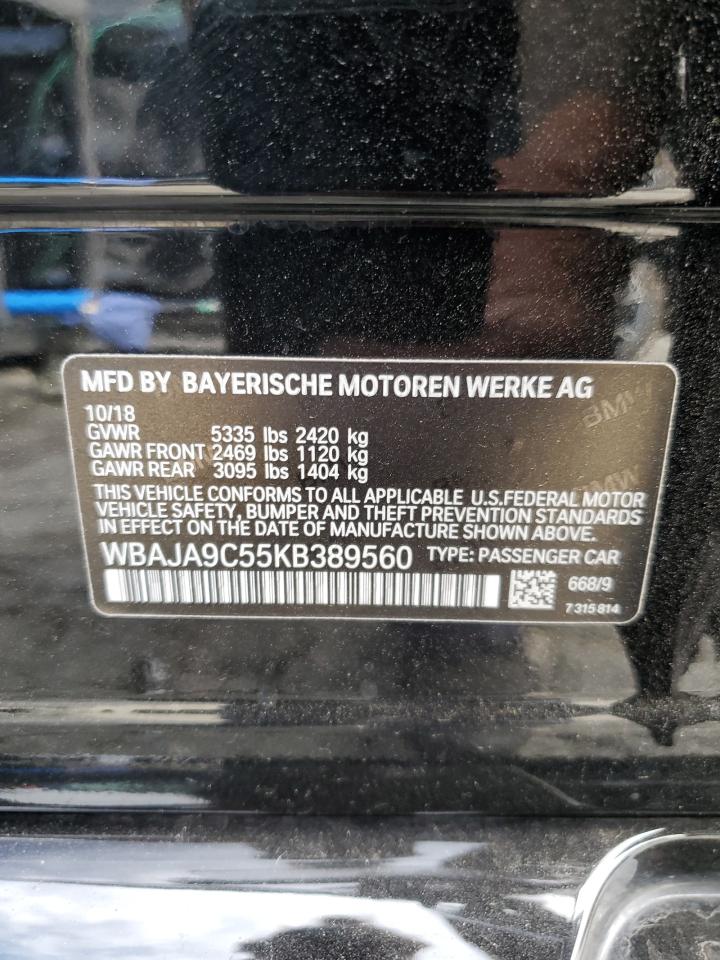 MFD BY BAYERISCHE MOTOREN WERKE AG
10/18
GVWR 5335 lbs 2420 kg
GAWR FRONT 2469 lbs 1120 kg
GAWR REAR 3095 lbs 1404 kg
THIS VEHICLE CONFORMS TO ALL APPLICABLE U.S.FEDERAL MOTOR
VEHICLE SAFETY, BUMPER AND THEFT PREVENTION STANDARDS
IN EFFECT ON THE DATE OF MANUFACTURE SHOWN ABOVE.
WBAJA9C55KB389560 TYPE: PASSENGER CAR
668/9
7 315 814
BMW
BMW